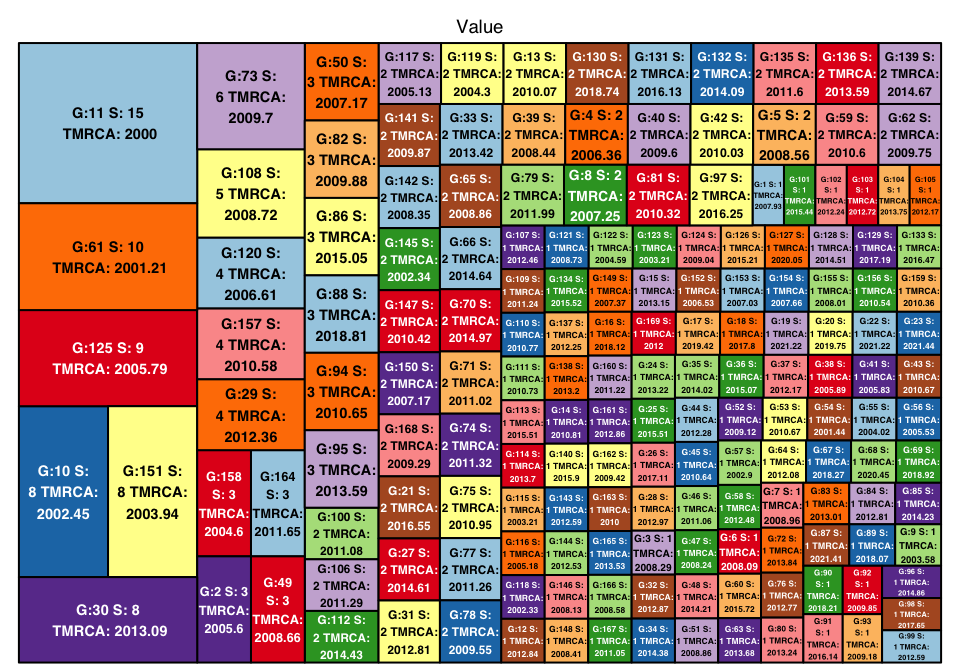 Value
G:11 S: 15
TMRCA: 2000
G:61 S: 10
TMRCA: 2001.21
G:125 S: 9
TMRCA: 2005.79
G:10 S:
8 TMRCA:
2002.45
G:151 S:
8 TMRCA:
2003.94
G:30 S: 8
TMRCA: 2013.09
G:73 S:
6 TMRCA:
2009.7
G:108 S:
5 TMRCA:
2008.72
G:120 S:
4 TMRCA:
2006.61
G:157 S:
4 TMRCA:
2010.58
G:29 S:
4 TMRCA:
2012.36
G:158
S: 3
TMRCA:
2004.6
G:164
S: 3
TMRCA:
2011.65
G:2 S: 3
TMRCA:
2005.6
G:49
S: 3
TMRCA:
2008.66
G:50 S:
3 TMRCA:
2007.17
G:82 S:
3 TMRCA:
2009.88
G:86 S:
3 TMRCA:
2015.05
G:88 S:
3 TMRCA:
2018.81
G:94 S:
3 TMRCA:
2010.65
G:95 S:
3 TMRCA:
2013.59
G:100 S:
2 TMRCA:
2011.08
G:106 S:
2 TMRCA:
2011.29
G:112 S:
2 TMRCA:
2014.43
G:117 S:
2 TMRCA:
2005.13
G:119 S:
2 TMRCA:
2004.3
G:13 S:
2 TMRCA:
2010.07
G:130 S:
2 TMRCA:
2018.74
G:131 S:
2 TMRCA:
2016.13
G:132 S:
2 TMRCA:
2014.09
G:135 S:
2 TMRCA:
2011.6
G:136 S:
2 TMRCA:
2013.59
G:139 S:
2 TMRCA:
2014.67
G:141 S:
2 TMRCA:
2009.87
G:33 S:
2 TMRCA:
2013.42
G:39 S:
2 TMRCA:
2008.44
G:4 S: 2
TMRCA:
2006.36
G:40 S:
2 TMRCA:
2009.6
G:42 S:
2 TMRCA:
2010.03
G:5 S: 2
TMRCA:
2008.56
G:59 S:
2 TMRCA:
2010.6
G:62 S:
2 TMRCA:
2009.75
G:142 S:
2 TMRCA:
2008.35
G:65 S:
2 TMRCA:
2008.86
G:79 S:
2 TMRCA:
2011.99
G:8 S: 2
TMRCA:
2007.25
G:81 S:
2 TMRCA:
2010.32
G:97 S:
2 TMRCA:
2016.25
G:1 S: 1
TMRCA:
2007.93
G:101
S: 1
TMRCA:
2015.44
G:102
S: 1
TMRCA:
2012.24
G:103
S: 1
TMRCA:
2012.72
G:104
S: 1
TMRCA:
2013.75
G:105
S: 1
TMRCA:
2012.17
G:145 S:
2 TMRCA:
2002.34
G:66 S:
2 TMRCA:
2014.64
G:147 S:
2 TMRCA:
2010.42
G:70 S:
2 TMRCA:
2014.97
G:150 S:
2 TMRCA:
2007.17
G:71 S:
2 TMRCA:
2011.02
G:168 S:
2 TMRCA:
2009.29
G:74 S:
2 TMRCA:
2011.32
G:21 S:
2 TMRCA:
2016.55
G:75 S:
2 TMRCA:
2010.95
G:27 S:
2 TMRCA:
2014.61
G:77 S:
2 TMRCA:
2011.26
G:31 S:
2 TMRCA:
2012.81
G:78 S:
2 TMRCA:
2009.55
G:107 S:
1 TMRCA:
2012.46
G:121 S:
1 TMRCA:
2008.73
G:122 S:
1 TMRCA:
2004.59
G:123 S:
1 TMRCA:
2003.21
G:124 S:
1 TMRCA:
2009.04
G:126 S:
1 TMRCA:
2015.21
G:127 S:
1 TMRCA:
2020.05
G:128 S:
1 TMRCA:
2014.51
G:129 S:
1 TMRCA:
2017.19
G:133 S:
1 TMRCA:
2016.47
G:109 S:
1 TMRCA:
2011.24
G:134 S:
1 TMRCA:
2015.52
G:149 S:
1 TMRCA:
2007.37
G:15 S:
1 TMRCA:
2013.15
G:152 S:
1 TMRCA:
2006.53
G:153 S:
1 TMRCA:
2007.03
G:154 S:
1 TMRCA:
2007.66
G:155 S:
1 TMRCA:
2008.01
G:156 S:
1 TMRCA:
2010.54
G:159 S:
1 TMRCA:
2010.36
G:110 S:
1 TMRCA:
2010.77
G:137 S:
1 TMRCA:
2012.25
G:16 S:
1 TMRCA:
2018.12
G:169 S:
1 TMRCA:
2012
G:17 S:
1 TMRCA:
2019.42
G:18 S:
1 TMRCA:
2017.8
G:19 S:
1 TMRCA:
2021.22
G:20 S:
1 TMRCA:
2019.75
G:22 S:
1 TMRCA:
2021.22
G:23 S:
1 TMRCA:
2021.44
G:111 S:
1 TMRCA:
2010.73
G:138 S:
1 TMRCA:
2013.2
G:160 S:
1 TMRCA:
2011.22
G:24 S:
1 TMRCA:
2013.22
G:35 S:
1 TMRCA:
2014.02
G:36 S:
1 TMRCA:
2015.07
G:37 S:
1 TMRCA:
2012.17
G:38 S:
1 TMRCA:
2005.89
G:41 S:
1 TMRCA:
2005.83
G:43 S:
1 TMRCA:
2010.67
G:113 S:
1 TMRCA:
2015.51
G:14 S:
1 TMRCA:
2010.81
G:161 S:
1 TMRCA:
2012.86
G:25 S:
1 TMRCA:
2015.51
G:44 S:
1 TMRCA:
2012.28
G:52 S:
1 TMRCA:
2009.12
G:53 S:
1 TMRCA:
2010.67
G:54 S:
1 TMRCA:
2001.44
G:55 S:
1 TMRCA:
2004.02
G:56 S:
1 TMRCA:
2005.53
G:114 S:
1 TMRCA:
2013.7
G:140 S:
1 TMRCA:
2015.9
G:162 S:
1 TMRCA:
2009.42
G:26 S:
1 TMRCA:
2017.11
G:45 S:
1 TMRCA:
2010.64
G:57 S:
1 TMRCA:
2002.9
G:64 S:
1 TMRCA:
2012.08
G:67 S:
1 TMRCA:
2018.27
G:68 S:
1 TMRCA:
2020.45
G:69 S:
1 TMRCA:
2018.92
G:115 S:
1 TMRCA:
2003.21
G:143 S:
1 TMRCA:
2012.59
G:163 S:
1 TMRCA:
2010
G:28 S:
1 TMRCA:
2012.97
G:46 S:
1 TMRCA:
2011.06
G:58 S:
1 TMRCA:
2012.48
G:7 S: 1
TMRCA:
2008.96
G:83 S:
1 TMRCA:
2013.01
G:84 S:
1 TMRCA:
2012.81
G:85 S:
1 TMRCA:
2014.23
G:116 S:
1 TMRCA:
2005.18
G:144 S:
1 TMRCA:
2012.53
G:165 S:
1 TMRCA:
2013.53
G:3 S: 1
TMRCA:
2008.29
G:47 S:
1 TMRCA:
2008.24
G:6 S: 1
TMRCA:
2008.09
G:72 S:
1 TMRCA:
2013.84
G:87 S:
1 TMRCA:
2021.41
G:89 S:
1 TMRCA:
2018.07
G:9 S: 1
TMRCA:
2003.58
G:118 S:
1 TMRCA:
2002.33
G:146 S:
1 TMRCA:
2008.13
G:166 S:
1 TMRCA:
2008.58
G:32 S:
1 TMRCA:
2012.87
G:48 S:
1 TMRCA:
2014.21
G:60 S:
1 TMRCA:
2015.72
G:76 S:
1 TMRCA:
2012.77
G:90
S: 1
TMRCA:
2018.21
G:92
S: 1
TMRCA:
2009.85
G:96 S:
1 TMRCA:
2014.86
G:98 S:
1 TMRCA:
2017.65
G:12 S:
1 TMRCA:
2012.84
G:148 S:
1 TMRCA:
2008.41
G:167 S:
1 TMRCA:
2011.05
G:34 S:
1 TMRCA:
2014.38
G:51 S:
1 TMRCA:
2008.86
G:63 S:
1 TMRCA:
2013.68
G:80 S:
1 TMRCA:
2013.24
G:91
S: 1
TMRCA:
2016.14
G:93
S: 1
TMRCA:
2009.18
G:99 S:
1 TMRCA:
2012.59